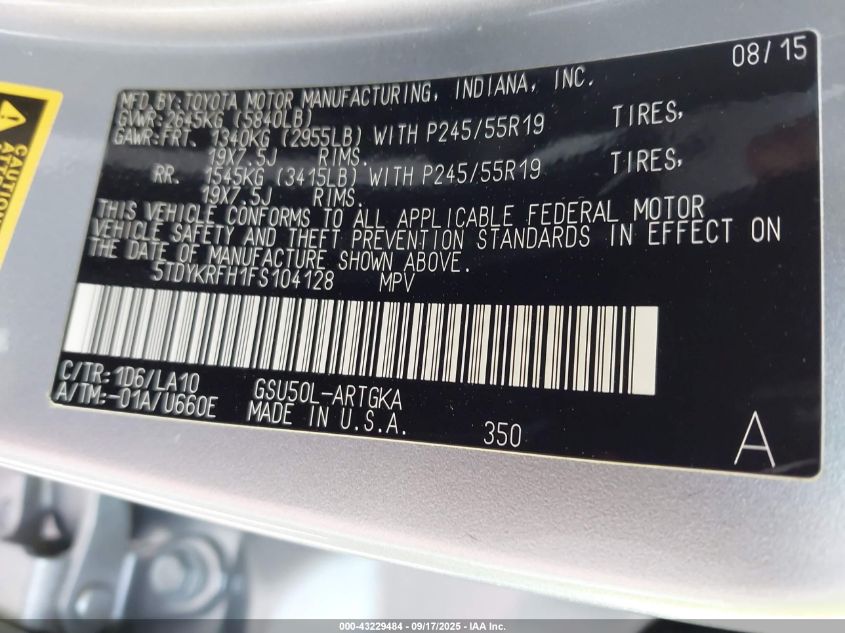 08/15
MFD. BY: TOYOTA MOTOR MANUFACTURING, INDIANA, INC.
GVWR: 2645KG (5840LB)
GAWR: FRT. 1340KG (2955LB) WITH P245/55R19 TIRES,
19X7.5J RIMS.
RR. 1545KG (3415LB) WITH P245/55R19 TIRES,
19X7.5J RIMS.
THIS VEHICLE CONFORMS TO ALL APPLICABLE FEDERAL MOTOR
VEHICLE SAFETY AND THEFT PREVENTION STANDARDS IN EFFECT ON
THE DATE OF MANUFACTURE SHOWN ABOVE.
5TDYKRFH1FS104128 MPV
C/TR: 1D6/LA10
A/TM: -01A/U660E
GSU50L-ARTGKA
MADE IN U.S.A.
350
A
CAUTION
000-43229484 - 09/17/2025 - IAA Inc.